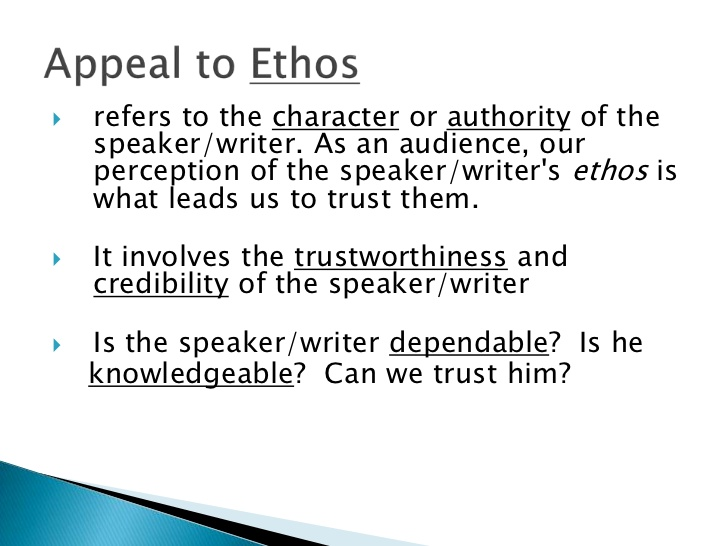 Appeal to Ethos
refers to the character or authority of the
speaker/writer. As an audience, our
perception of the speaker/writer's ethos is
what leads us to trust them.
It involves the trustworthiness and
credibility of the speaker/writer
Is the speaker/writer dependable?  Is he
knowledgeable?  Can we trust him?